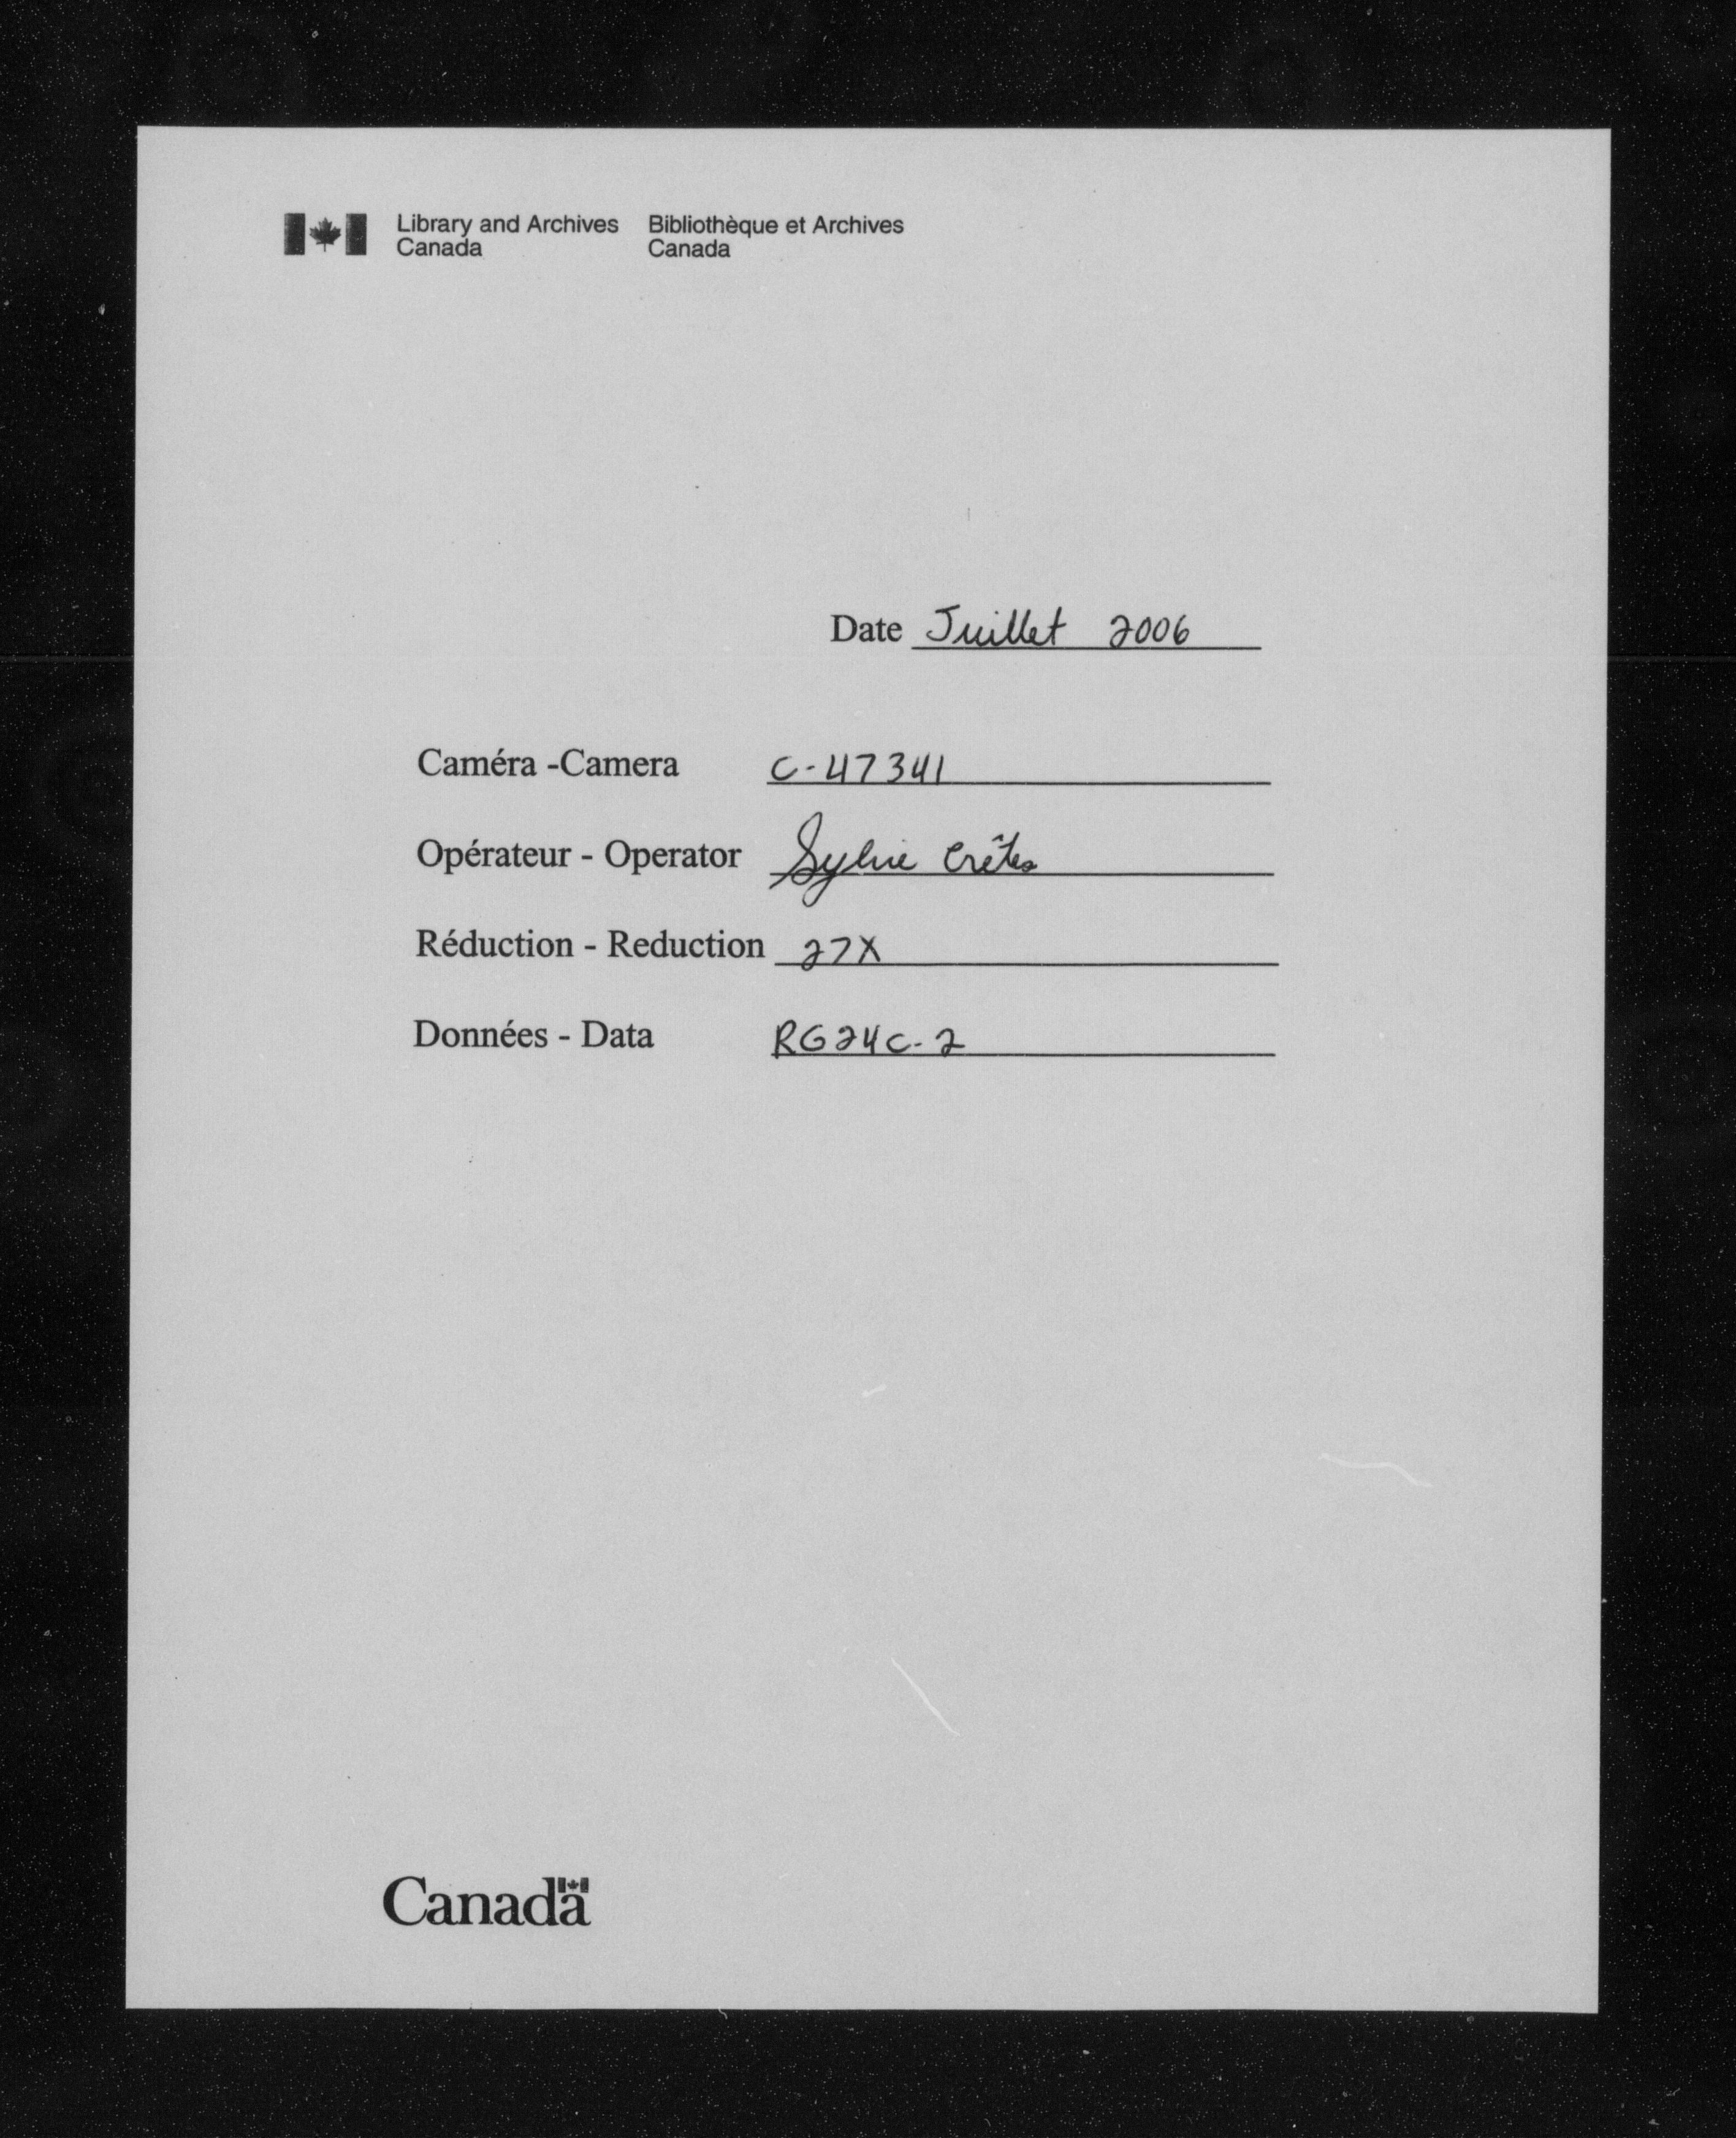 Library and Archives Canada
Bibliothèque et Archives Canada
Date Juillet 2006
Caméra -Camera C-47341
Opérateur - Operator Sylvie Crêtes
Réduction - Reduction 27X
Données - Data RG24C-2
Canada